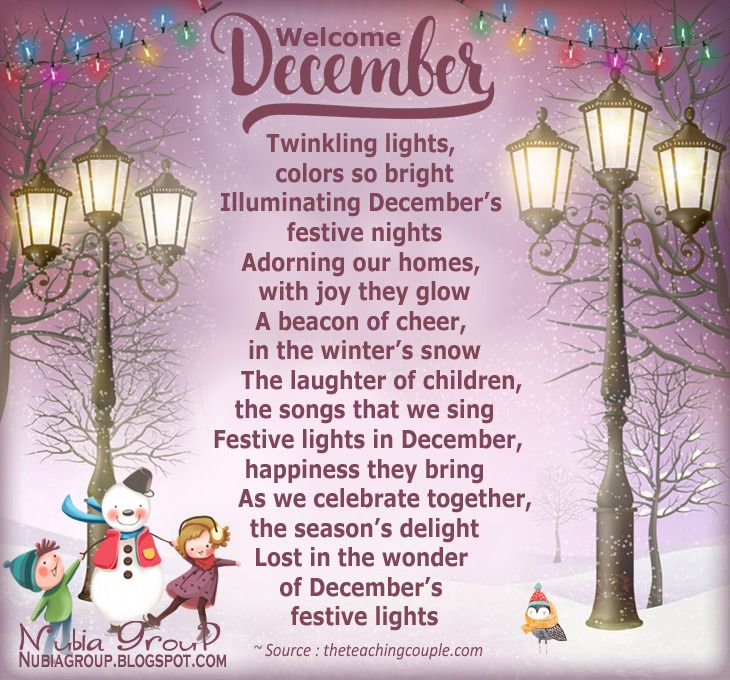 Welcome
December
Twinkling lights,
colors so bright
Illuminating December's
festive nights
Adorning our homes,
with joy they glow
A beacon of cheer,
in the winter's snow
The laughter of children,
the songs that we sing
Festive lights in December,
happiness they bring
As we celebrate together,
the season's delight
Lost in the wonder
of December's
festive lights
~ Source : theteachingcouple.com
Nubia GrouP
NUBIAGROUP.BLOGSPOT.COM